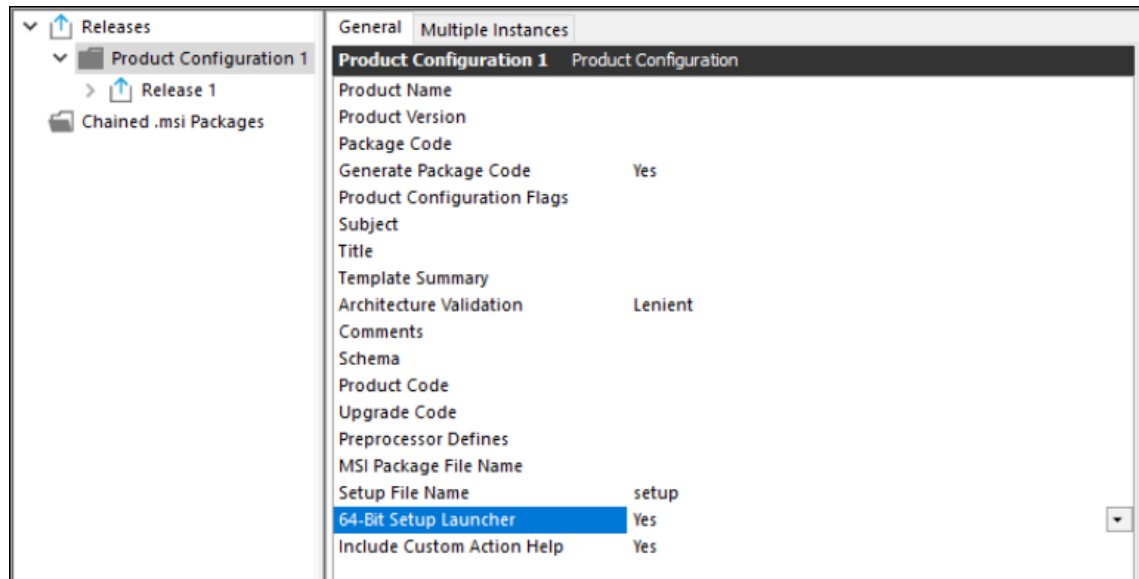 Releases
Product Configuration 1
Release 1
Chained .msi Packages
General Multiple Instances
Product Configuration 1 Product Configuration
Product Name
Product Version
Package Code
Generate Package Code Yes
Product Configuration Flags
Subject
Title
Template Summary
Architecture Validation Lenient
Comments
Schema
Product Code
Upgrade Code
Preprocessor Defines
MSI Package File Name
Setup File Name setup
64-Bit Setup Launcher Yes
Include Custom Action Help Yes